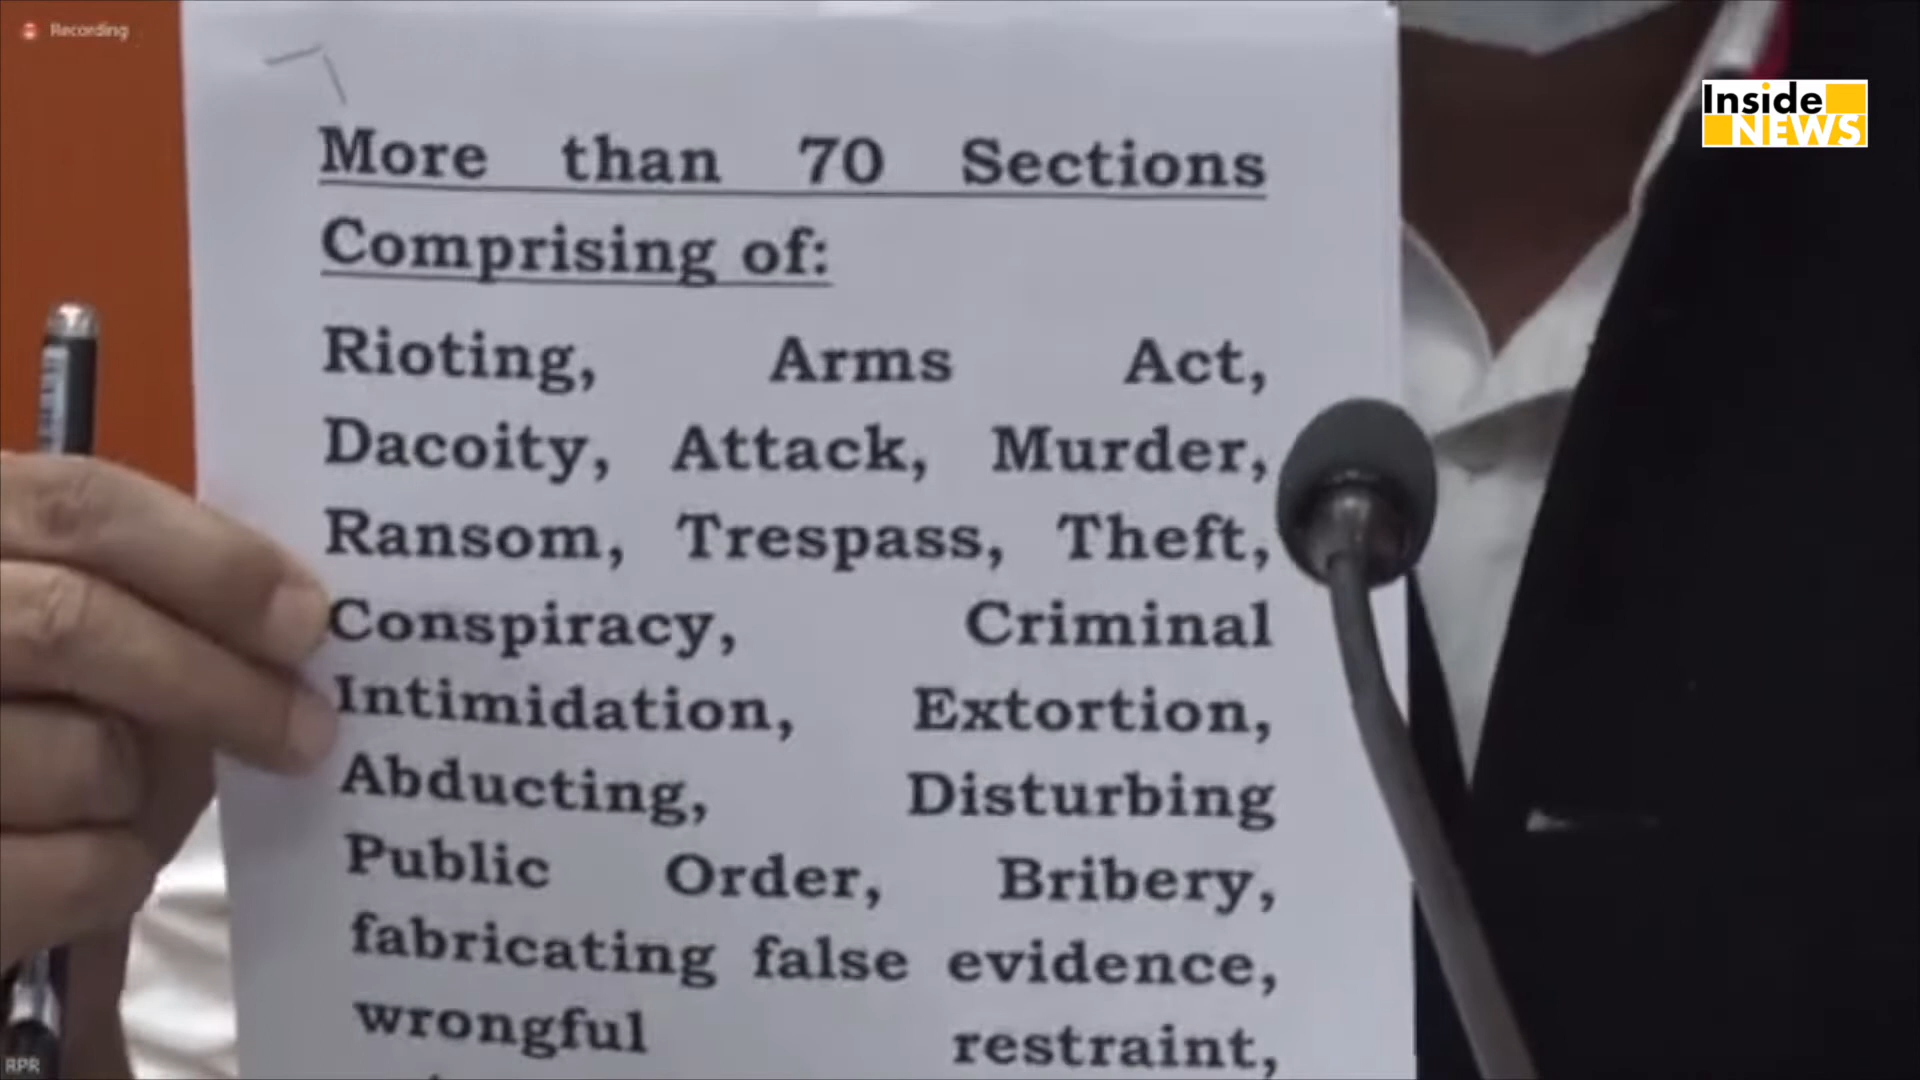 Recording
Inside
NEWS
More than 70 Sections
Comprising of:
Rioting, Arms Act,
Dacoity, Attack, Murder,
Ransom, Trespass, Theft,
Conspiracy, Criminal
Intimidation, Extortion,
Abducting, Disturbing
Public Order, Bribery,
fabricating false evidence,
wrongful restraint,
RPR